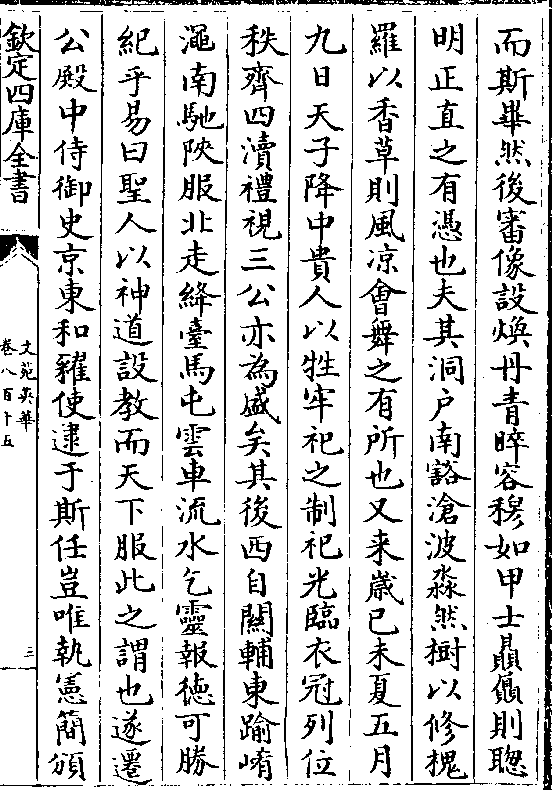 而斯畢然後審像設煥丹青睟容穆如甲士贔屭則聰
明正直之有憑也夫其洞户南豁滄波淼然樹以修槐
羅以香草則風凉會舞之有所也又来嵗已未夏五月
九日天子降中貴人以牲牢祀之制祀光臨衣冠列位
秩齊四瀆禮視三公亦為盛矣其後西自關輔東踰崤
澠南馳陜服北走絳臺馬屯雲車流水乞靈報徳可勝
紀乎易曰聖人以神道設教而天下服此之謂也遂遷
公殿中侍御史京東和糴使逮于斯任豈唯執憲簡頒
欽定四庫全書
文苑英華
卷八百十五
三